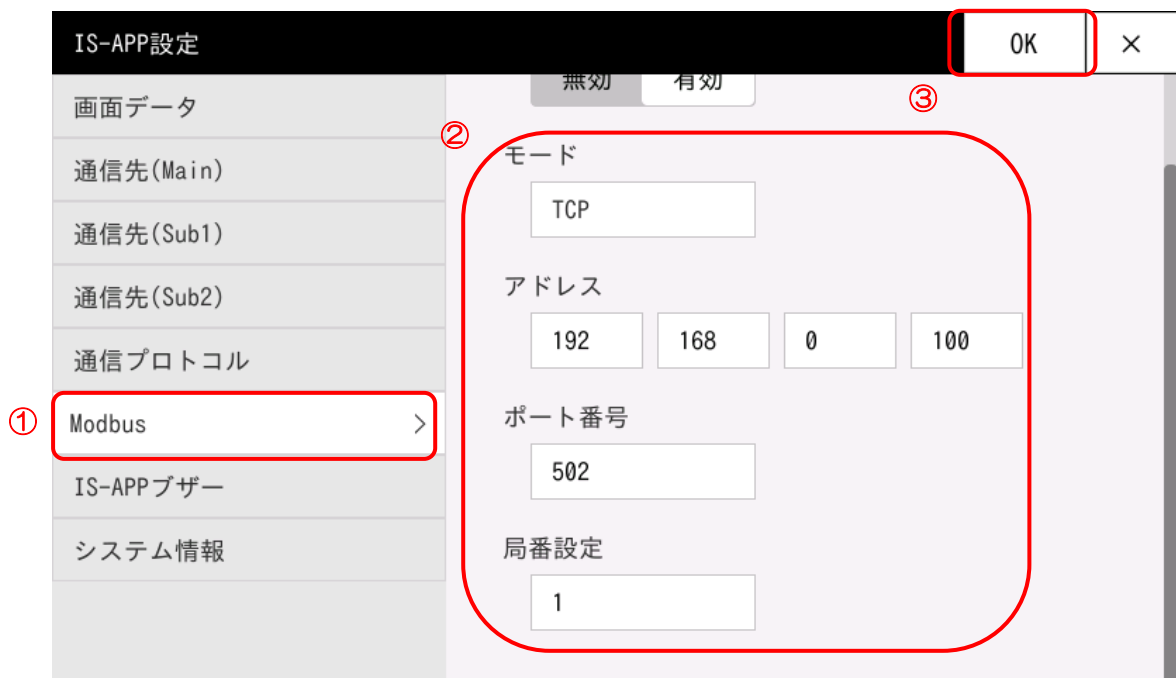 IS-APP設定
OK
×
無効 有効
③
画面データ
②
モード
通信先(Main)
TCP
通信先(Sub1)
アドレス
通信先(Sub2)
192 168 0 100
通信プロトコル
①
Modbus >
ポート番号
502
IS-APPブザー
システム情報
局番設定
1